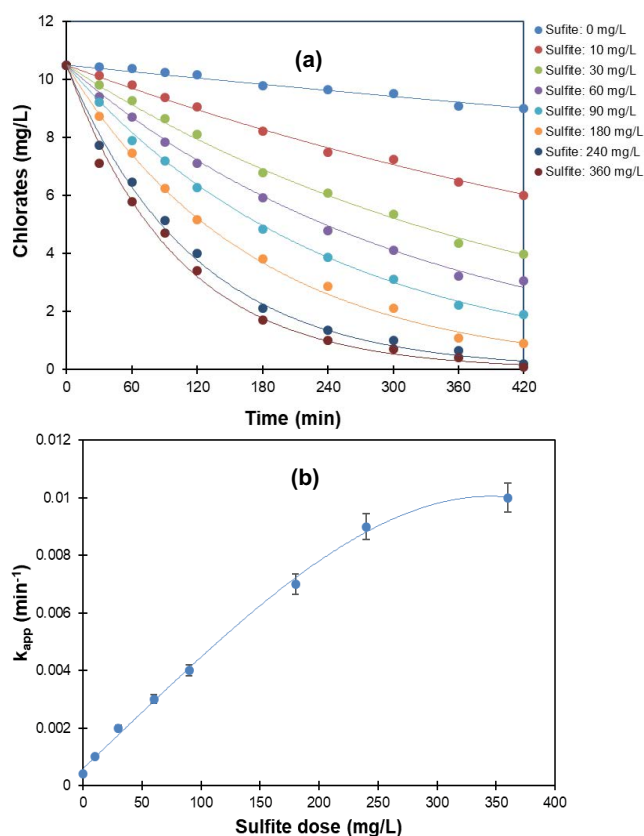 (a)
Chlorates (mg/L)
12
10
8
6
4
2
0
0 60 120 180 240 300 360 420
Time (min)
Sufite: 0 mg/L
Sulfite: 10 mg/L
Sulfite: 30 mg/L
Sulfite: 60 mg/L
Sulfite: 90 mg/L
Sulfite: 180 mg/L
Sufite: 240 mg/L
Sulfite: 360 mg/L
(b)
kapp (min-1)
0.012
0.01
0.008
0.006
0.004
0.002
0
0 50 100 150 200 250 300 350 400
Sulfite dose (mg/L)